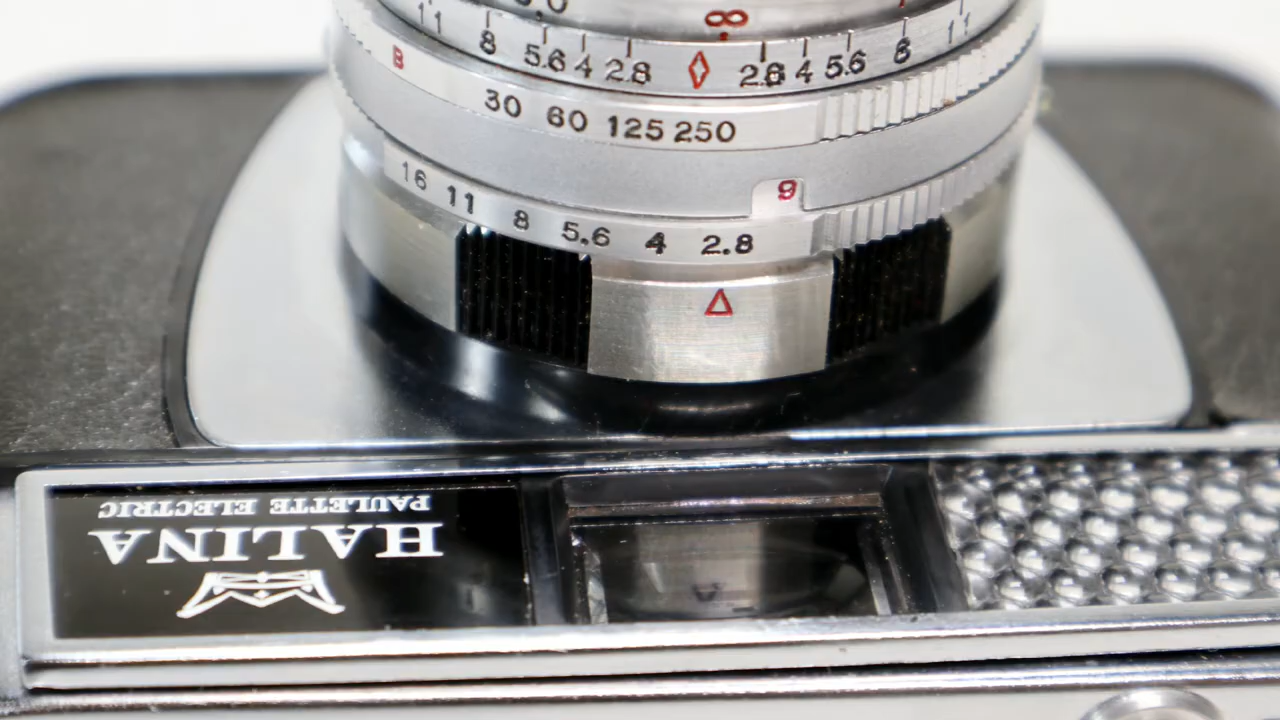 11 8 5.6 4 2.8 ◊ 2.8 4 5.6 8 11
B 30 60 125 250
9
16 11 8 5.6 4 2.8
HALINA
PAULETTE ELECTRIC